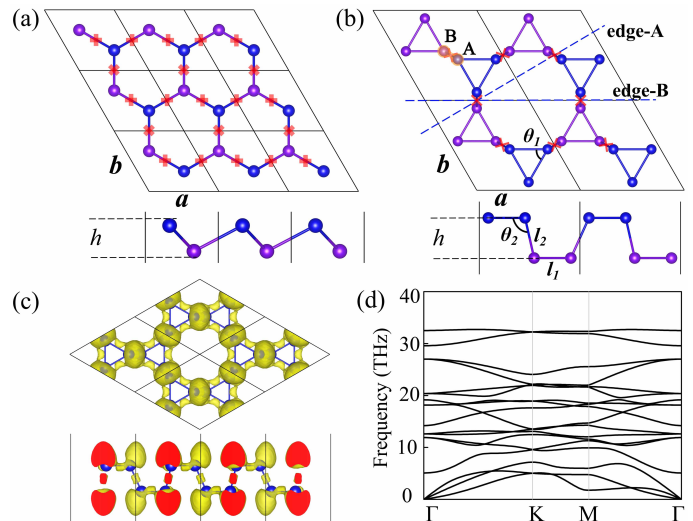 (a)
b
a
h
(b)
B
A
edge-A
edge-B
θ1
b
a
h
θ2
l2
l1
(c)
(d)
Frequency (THz)
40
30
20
10
0
Γ K M Γ